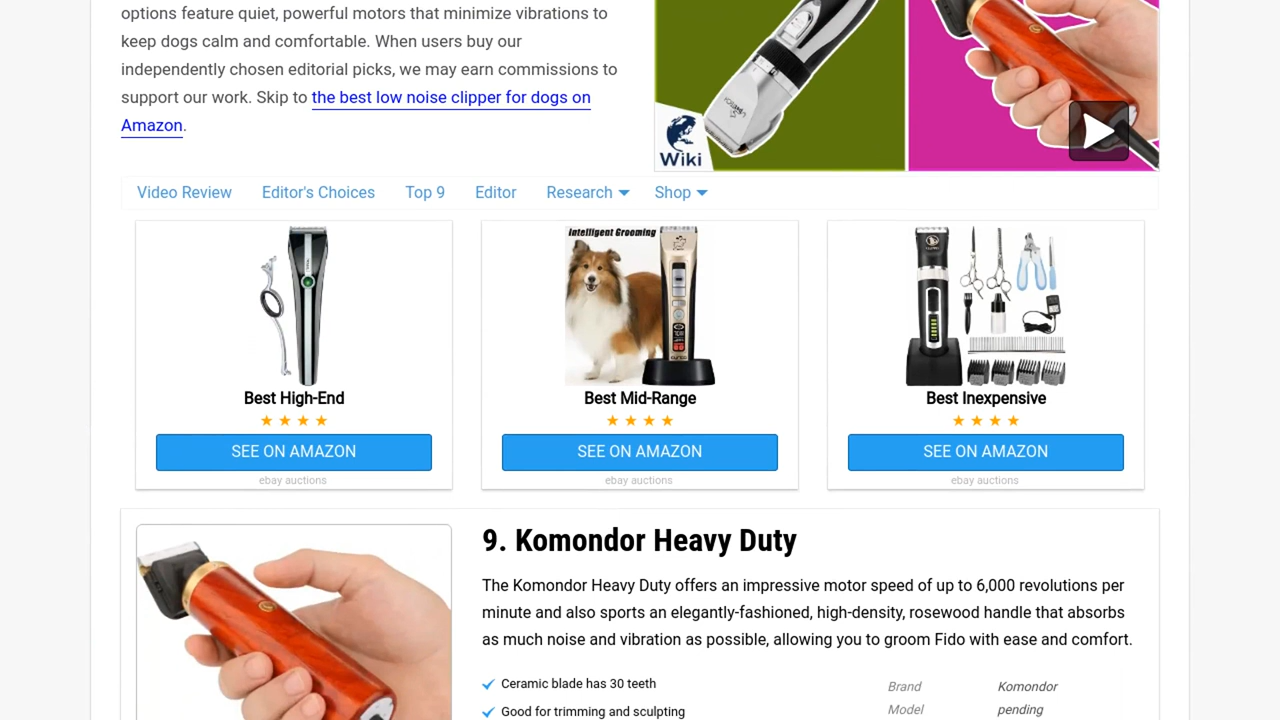 options feature quiet, powerful motors that minimize vibrations to
keep dogs calm and comfortable. When users buy our
independently chosen editorial picks, we may earn commissions to
support our work. Skip to the best low noise clipper for dogs on
Amazon.
Wiki
Video Review Editor's Choices Top 9 Editor Research Shop
Intelligent Grooming
Best High-End
SEE ON AMAZON
ebay auctions
Best Mid-Range
SEE ON AMAZON
ebay auctions
Best Inexpensive
SEE ON AMAZON
ebay auctions
9. Komondor Heavy Duty
The Komondor Heavy Duty offers an impressive motor speed of up to 6,000 revolutions per
minute and also sports an elegantly-fashioned, high-density, rosewood handle that absorbs
as much noise and vibration as possible, allowing you to groom Fido with ease and comfort.
Ceramic blade has 30 teeth
Good for trimming and sculpting
Brand Komondor
Model pending